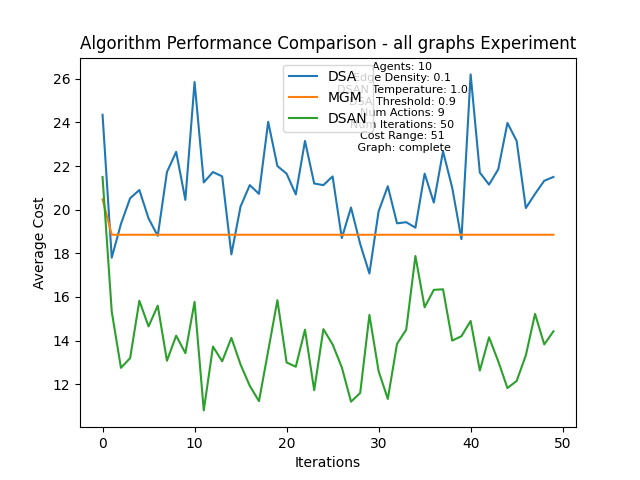 Algorithm Performance Comparison - all graphs Experiment
Agents: 10
Edge Density: 0.1
DSAN Temperature: 1.0
DSA Threshold: 0.9
Num Actions: 9
Num Iterations: 50
Cost Range: 51
Graph: complete
DSA
MGM
DSAN
Average Cost
26
24
22
20
18
16
14
12
0
10
20
30
40
50
Iterations